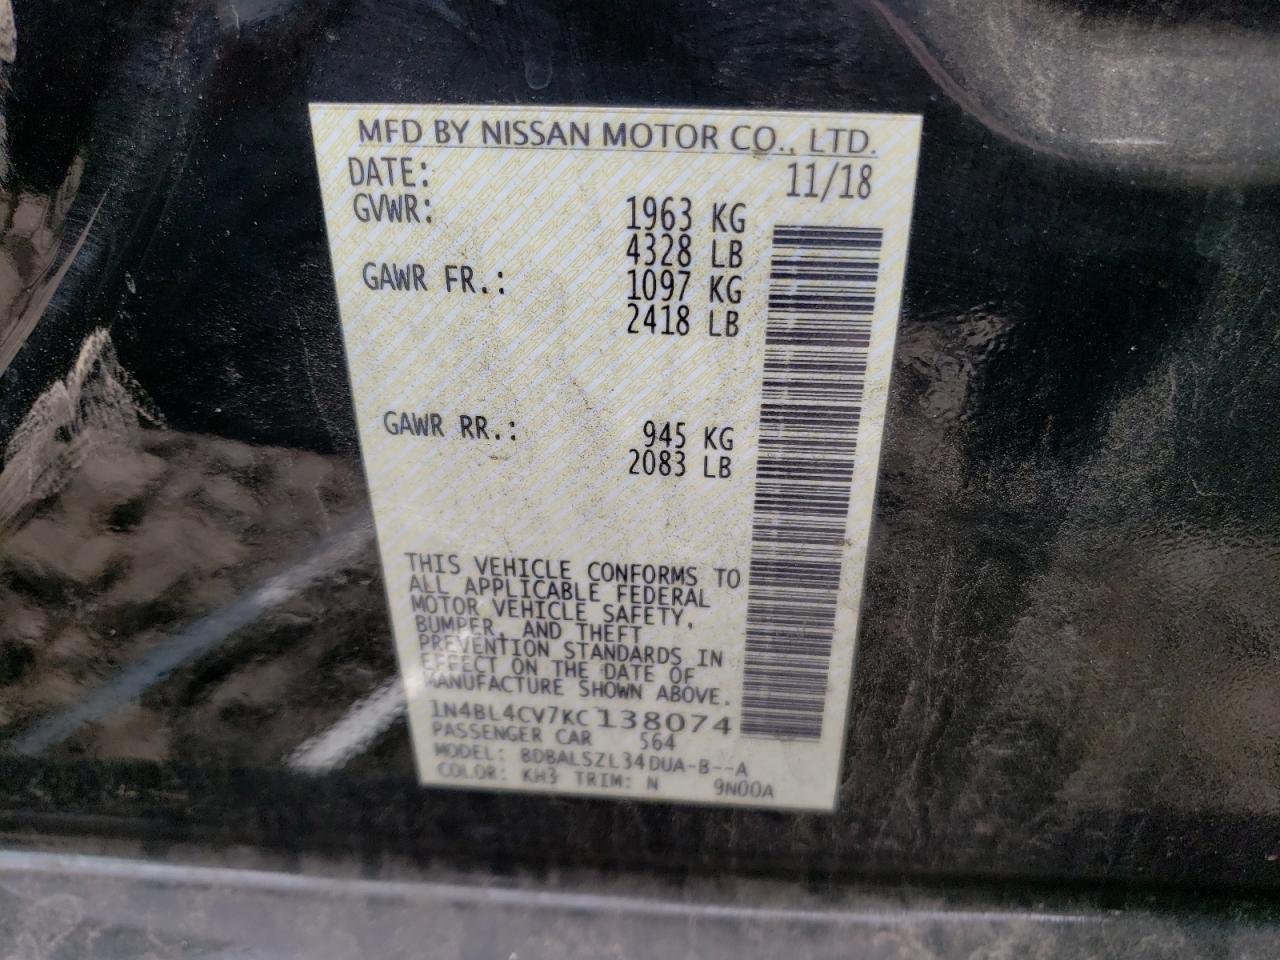 MFD BY NISSAN MOTOR CO., LTD.
DATE: 11/18
GVWR: 1963 KG
4328 LB
GAWR FR.: 1097 KG
2418 LB
GAWR RR.: 945 KG
2083 LB
THIS VEHICLE CONFORMS TO
ALL APPLICABLE FEDERAL
MOTOR VEHICLE SAFETY,
BUMPER, AND THEFT
PREVENTION STANDARDS IN
EFFECT ON THE DATE OF
MANUFACTURE SHOWN ABOVE.
1N4BL4CV7KC138074
PASSENGER CAR 564
MODEL: BDBALSZL34DUA-B--A
COLOR: KH3 TRIM: N 9N00A